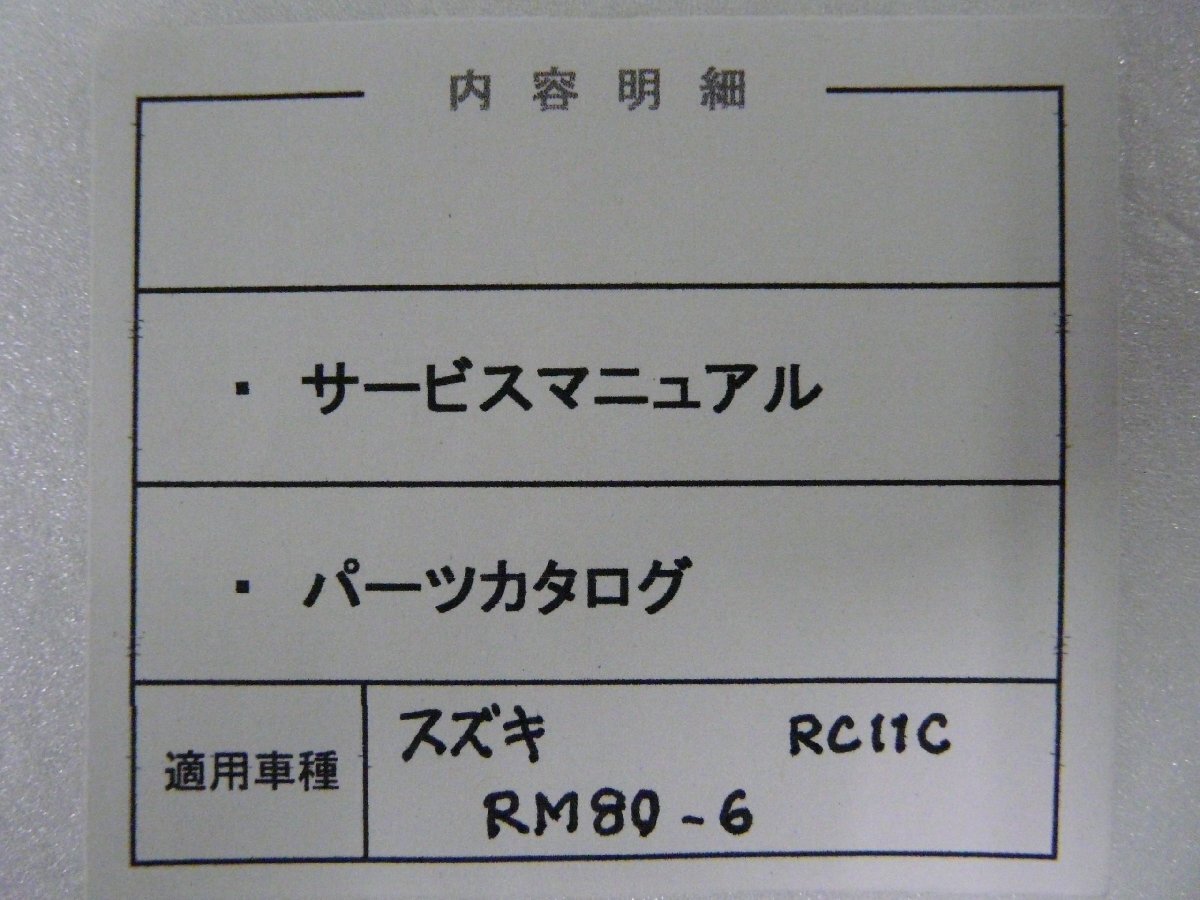 内容明細
・ サービスマニュアル
・ パーツカタログ
適用車種
スズキ RC11C
RM80-6